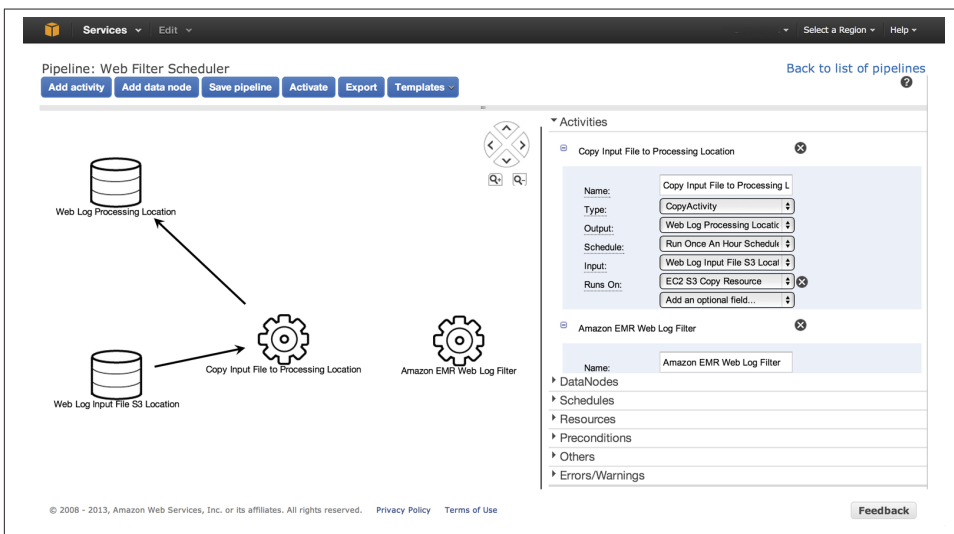 Services Edit Select a Region Help
Pipeline: Web Filter Scheduler
Back to list of pipelines
Add activity Add data node Save pipeline Activate Export Templates
?
Web Log Processing Location
Web Log Input File S3 Location
Copy Input File to Processing Location
Amazon EMR Web Log Filter
Activities
Copy Input File to Processing Location
Name: Copy Input File to Processing L
Type: CopyActivity
Output: Web Log Processing Locatic
Schedule: Run Once An Hour Schedule
Input: Web Log Input File S3 Locat
Runs On: EC2 S3 Copy Resource
Add an optional field...
Amazon EMR Web Log Filter
Name: Amazon EMR Web Log Filter
DataNodes
Schedules
Resources
Preconditions
Others
Errors/Warnings
© 2008 - 2013, Amazon Web Services, Inc. or its affiliates. All rights reserved. Privacy Policy Terms of Use
Feedback